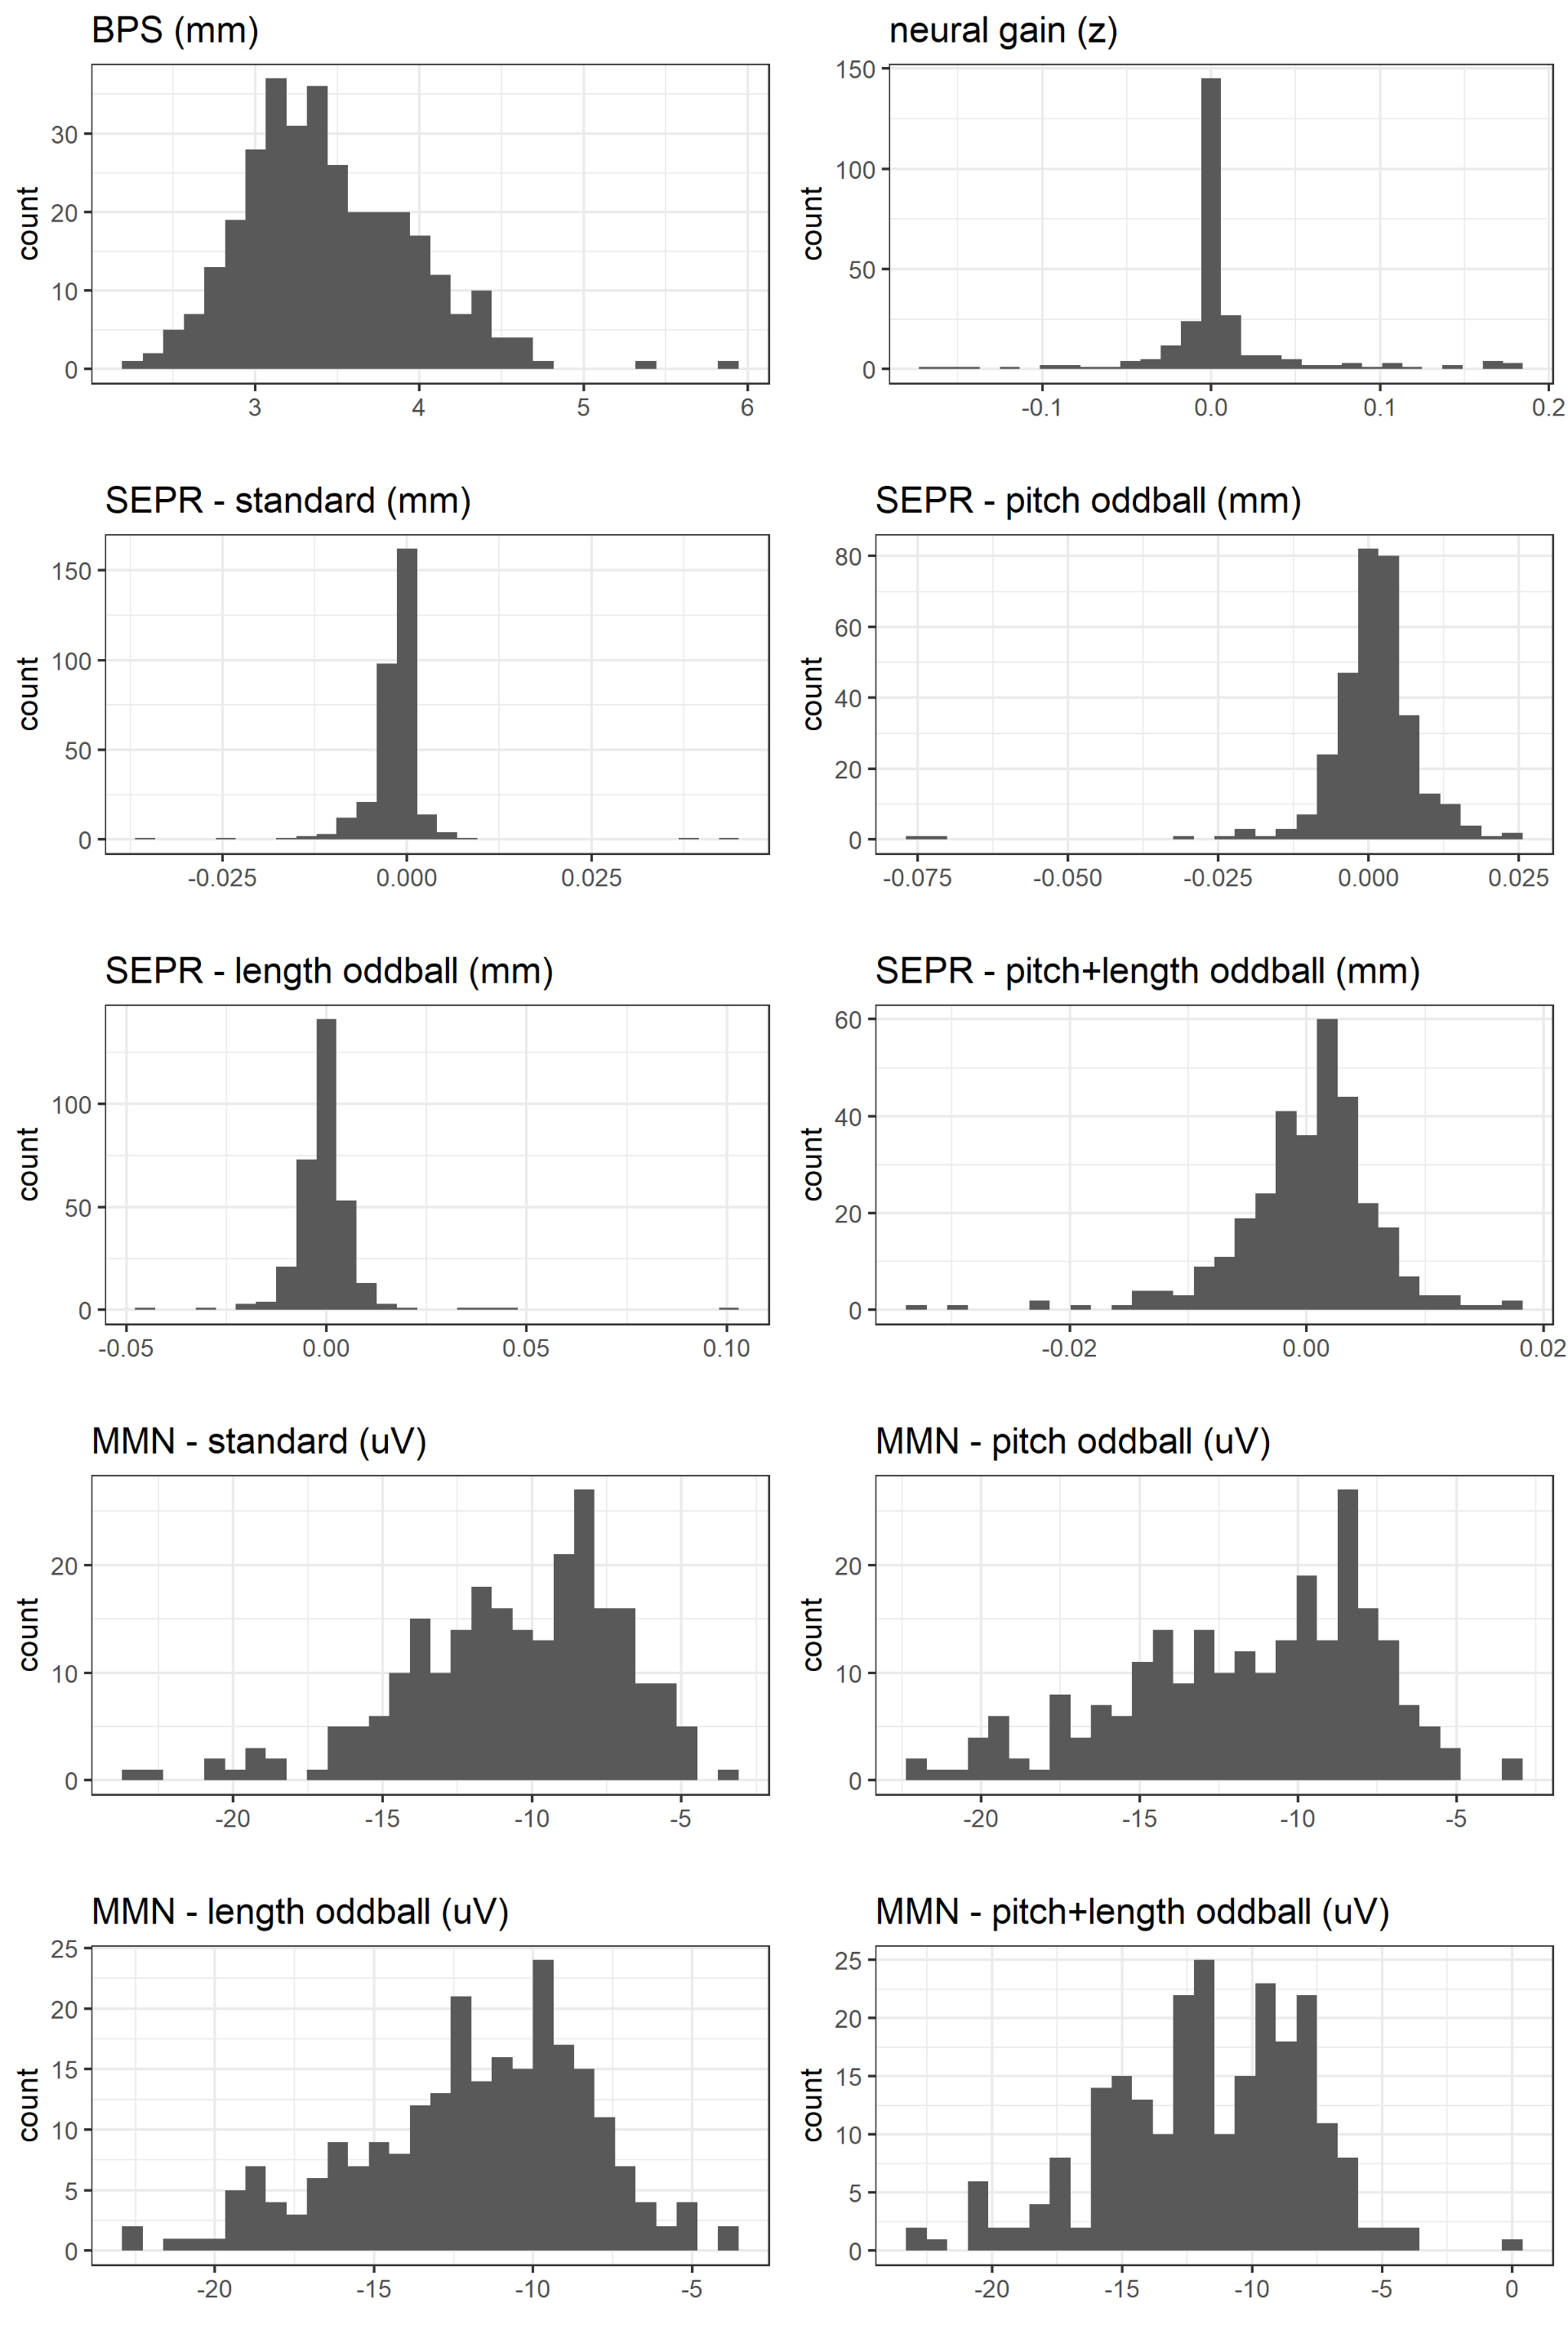 BPS (mm)
count
30
20
10
0
3 4 5 6
neural gain (z)
count
150
100
50
0
-0.1 0.0 0.1 0.2
SEPR - standard (mm)
count
150
100
50
0
-0.025 0.000 0.025
SEPR - pitch oddball (mm)
count
80
60
40
20
0
-0.075 -0.050 -0.025 0.000 0.025
SEPR - length oddball (mm)
count
100
50
0
-0.05 0.00 0.05 0.10
SEPR - pitch+length oddball (mm)
count
60
40
20
0
-0.02 0.00 0.02
MMN - standard (uV)
count
20
10
0
-20 -15 -10 -5
MMN - pitch oddball (uV)
count
20
10
0
-20 -15 -10 -5
MMN - length oddball (uV)
count
25
20
15
10
5
0
-20 -15 -10 -5
MMN - pitch+length oddball (uV)
count
25
20
15
10
5
0
-20 -15 -10 -5 0